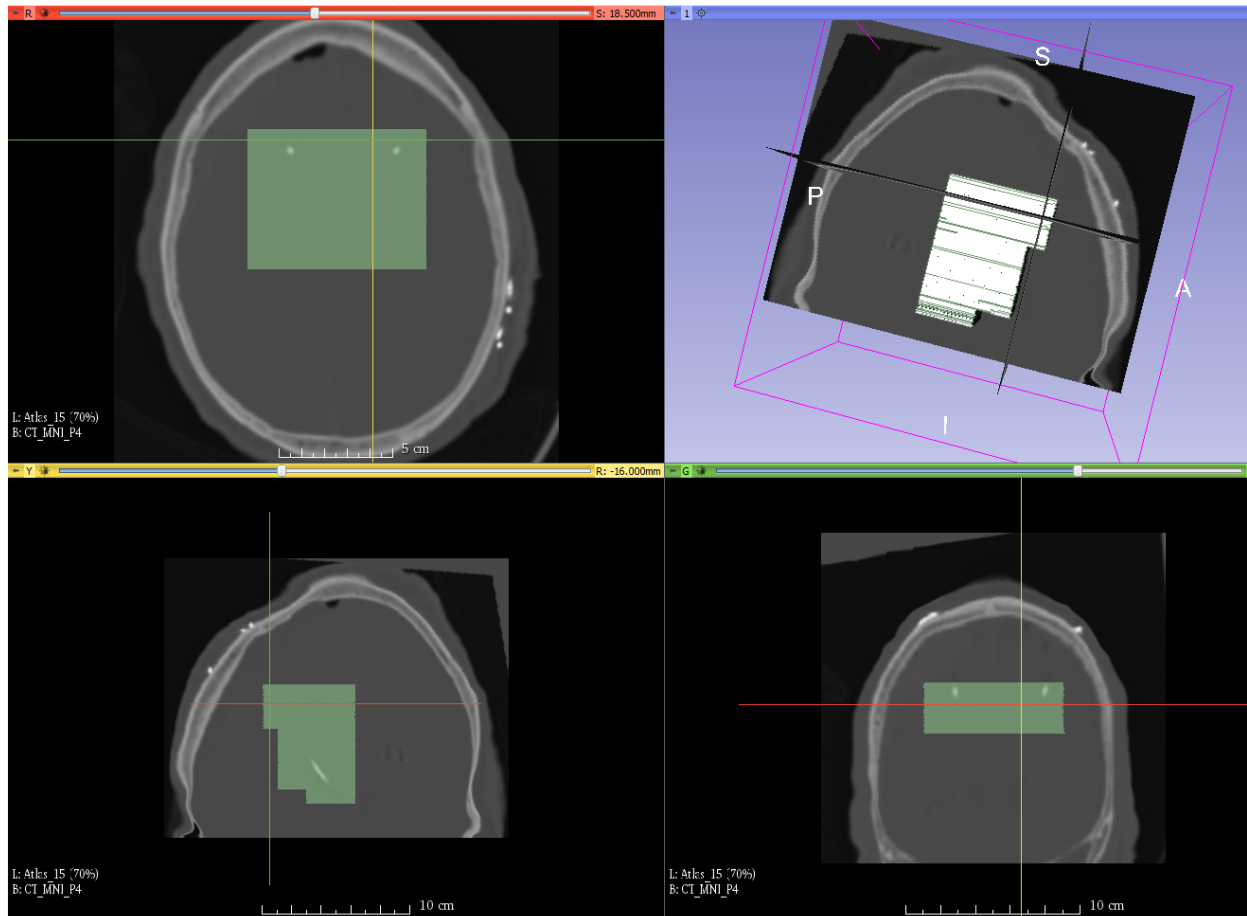 R
S: 18.500mm
L: Atlas_15 (70%)
B: CT_MNI_P4
5 cm
1
S
P
A
I
Y
R: -16.000mm
L: Atlas_15 (70%)
B: CT_MNI_P4
10 cm
G
L: Atlas_15 (70%)
B: CT_MNI_P4
10 cm